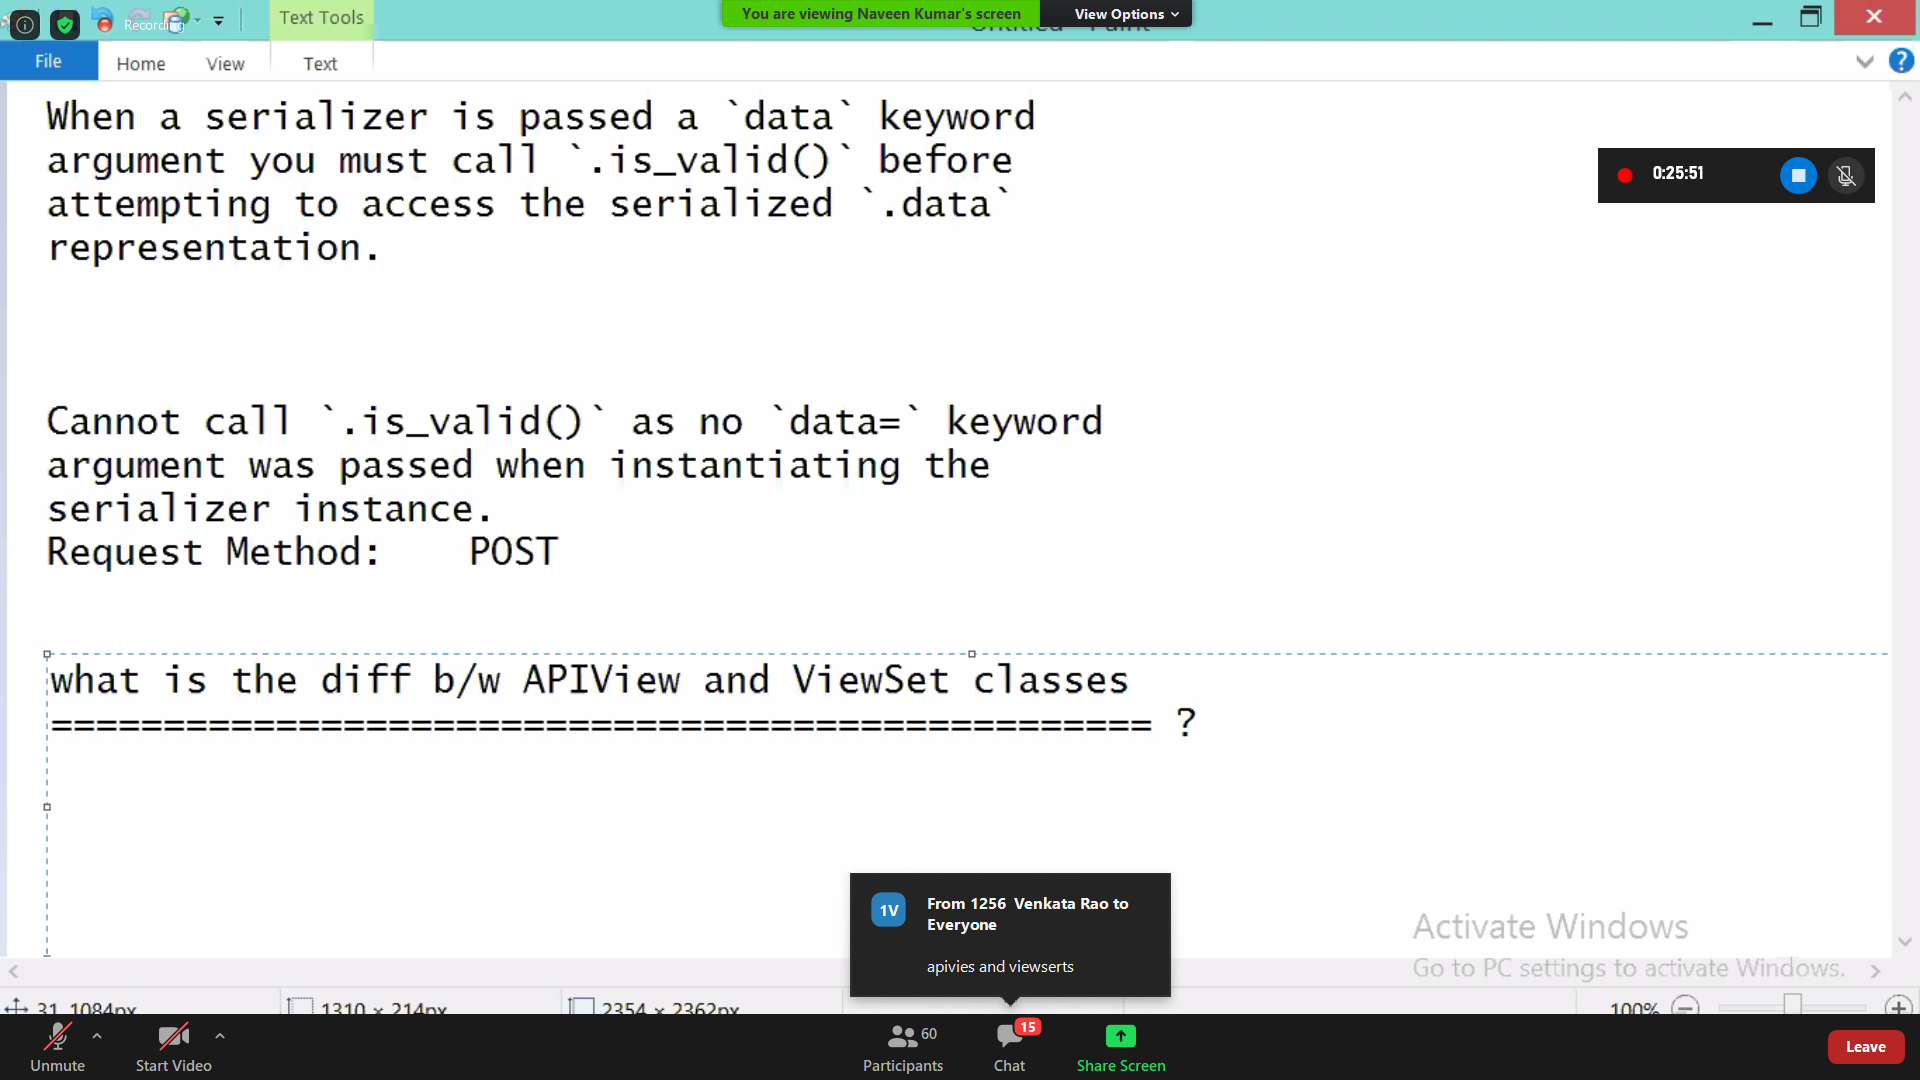 Recording
Text Tools
You are viewing Naveen Kumar's screen
View Options
File
Home
View
Text
When a serializer is passed a `data` keyword
argument you must call `.is_valid()` before
attempting to access the serialized `.data`
representation.
0:25:51
Cannot call `.is_valid()` as no `data=` keyword
argument was passed when instantiating the
serializer instance.
Request Method:    POST
what is the diff b/w APIView and ViewSet classes
================================================= ?
1V
From 1256 Venkata Rao to
Everyone
apivies and viewserts
Activate Windows
Go to PC settings to activate Windows.
31, 1084px
1310 × 214px
2354 × 2362px
100%
Unmute
Start Video
60
Participants
15
Chat
Share Screen
Leave